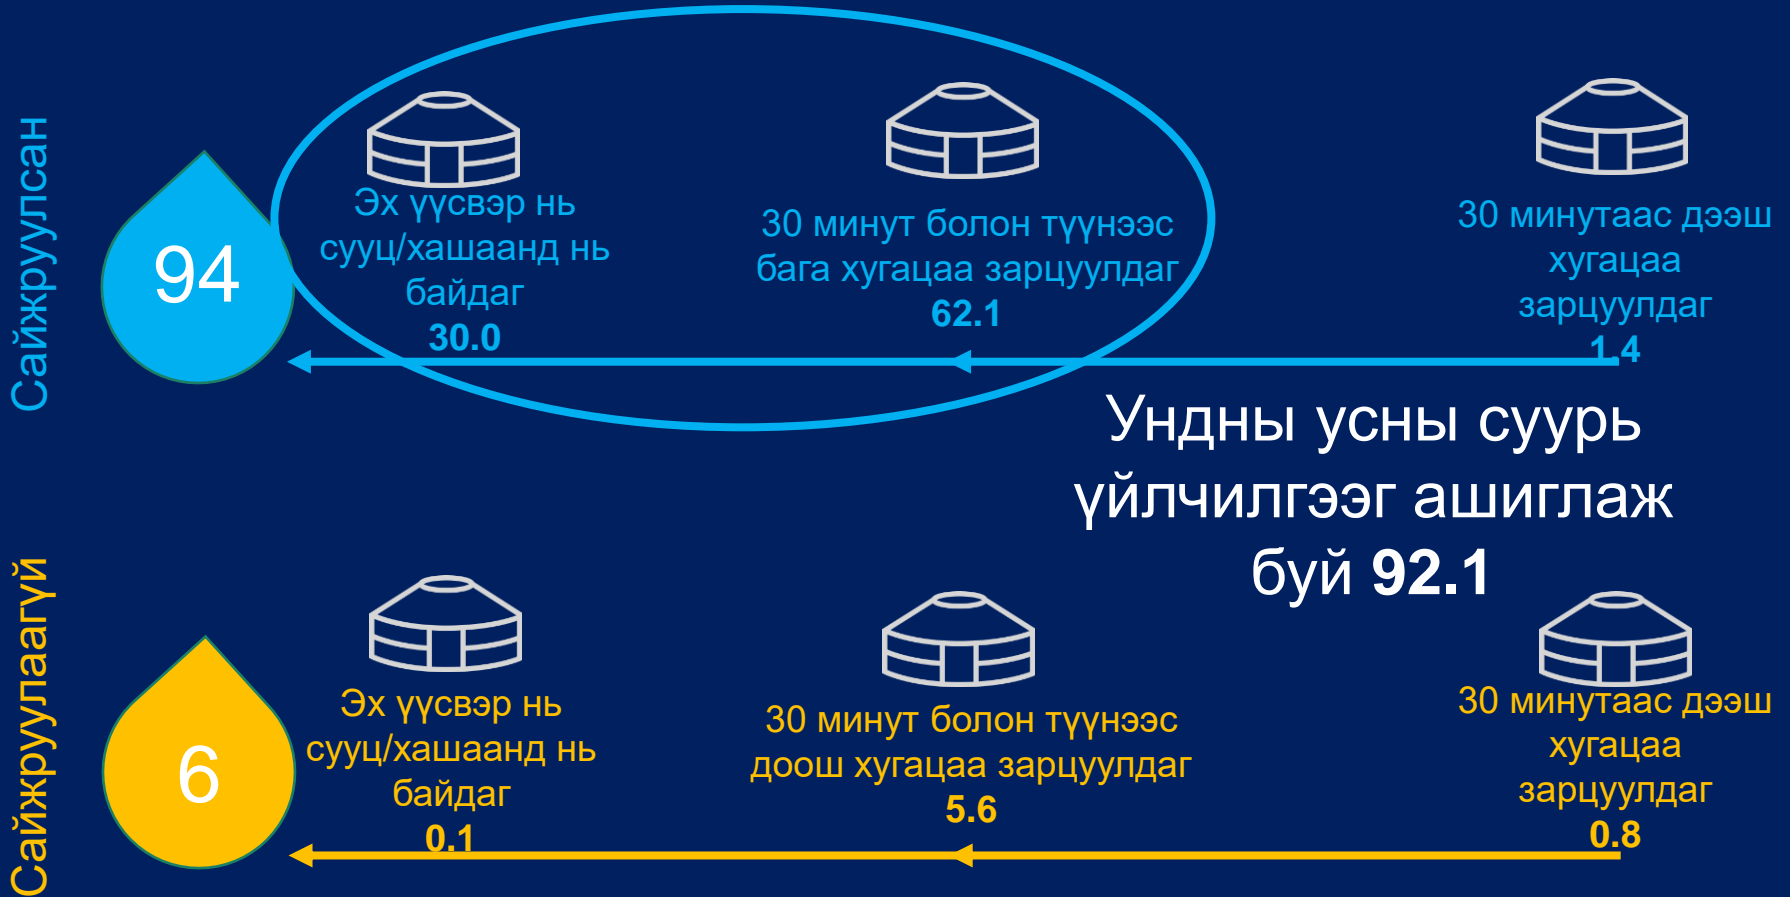 Сайжруулсан
94
Эх үүсвэр нь
сууц/хашаанд нь
байдаг
30.0
30 минут болон түүнээс
бага хугацаа зарцуулдаг
62.1
30 минутаас дээш
хугацаа
зарцуулдаг
1.4
Ундны усны суурь
үйлчилгээг ашиглаж
буй 92.1
Сайжруулаагүй
6
Эх үүсвэр нь
сууц/хашаанд нь
байдаг
0.1
30 минут болон түүнээс
доош хугацаа зарцуулдаг
5.6
30 минутаас дээш
хугацаа
зарцуулдаг
0.8